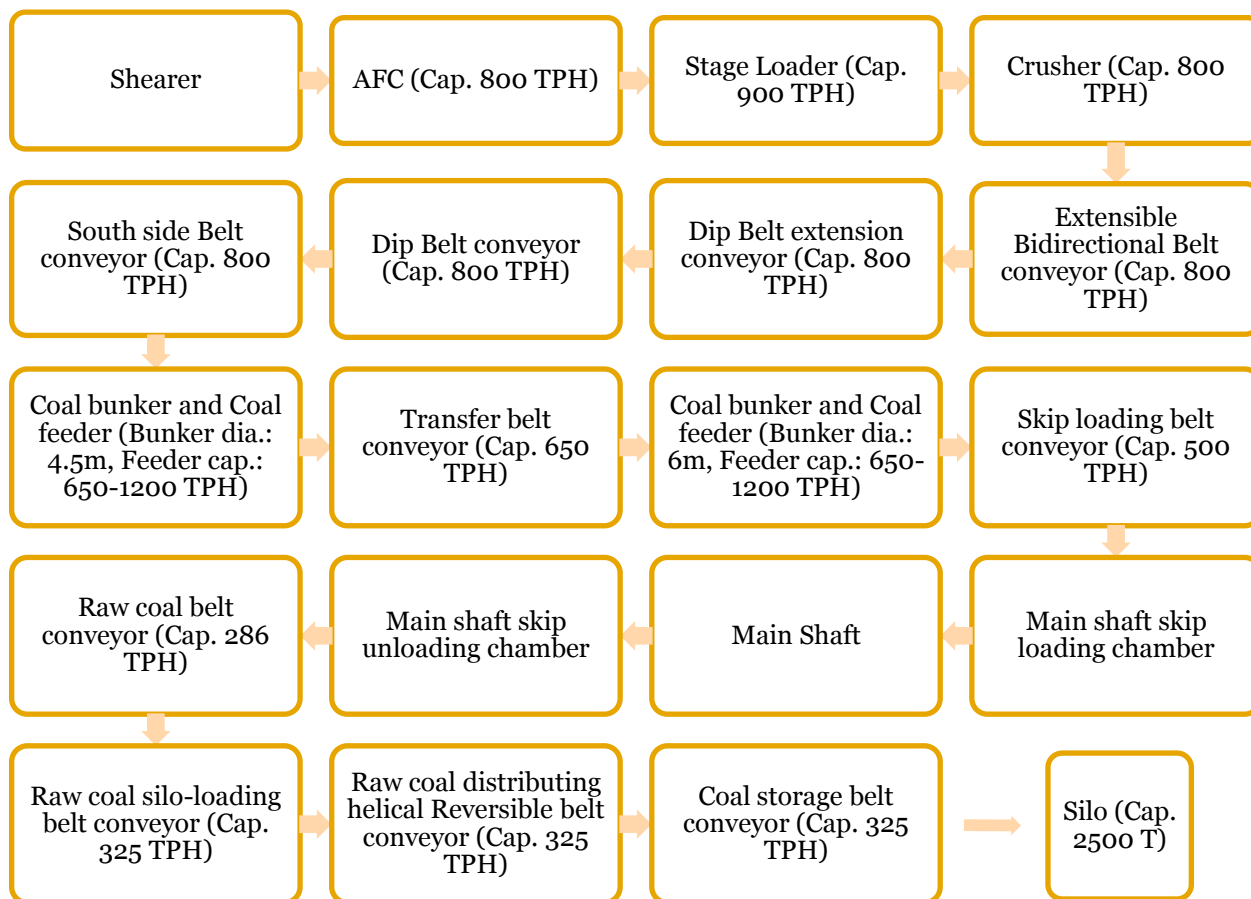 Shearer
AFC (Cap. 800 TPH)
Stage Loader (Cap.
900 TPH)
Crusher (Cap. 800
TPH)
Extensible
Bidirectional Belt
conveyor (Cap. 800
TPH)
Dip Belt extension
conveyor (Cap. 800
TPH)
Dip Belt conveyor
(Cap. 800 TPH)
South side Belt
conveyor (Cap. 800
TPH)
Coal bunker and Coal
feeder (Bunker dia.:
4.5m, Feeder cap.:
650-1200 TPH)
Transfer belt
conveyor (Cap. 650
TPH)
Coal bunker and Coal
feeder (Bunker dia.:
6m, Feeder cap.: 650-
1200 TPH)
Skip loading belt
conveyor (Cap. 500
TPH)
Main shaft skip
loading chamber
Main Shaft
Main shaft skip
unloading chamber
Raw coal belt
conveyor (Cap. 286
TPH)
Raw coal silo-loading
belt conveyor (Cap.
325 TPH)
Raw coal distributing
helical Reversible belt
conveyor (Cap. 325
TPH)
Coal storage belt
conveyor (Cap. 325
TPH)
Silo (Cap.
2500 T)